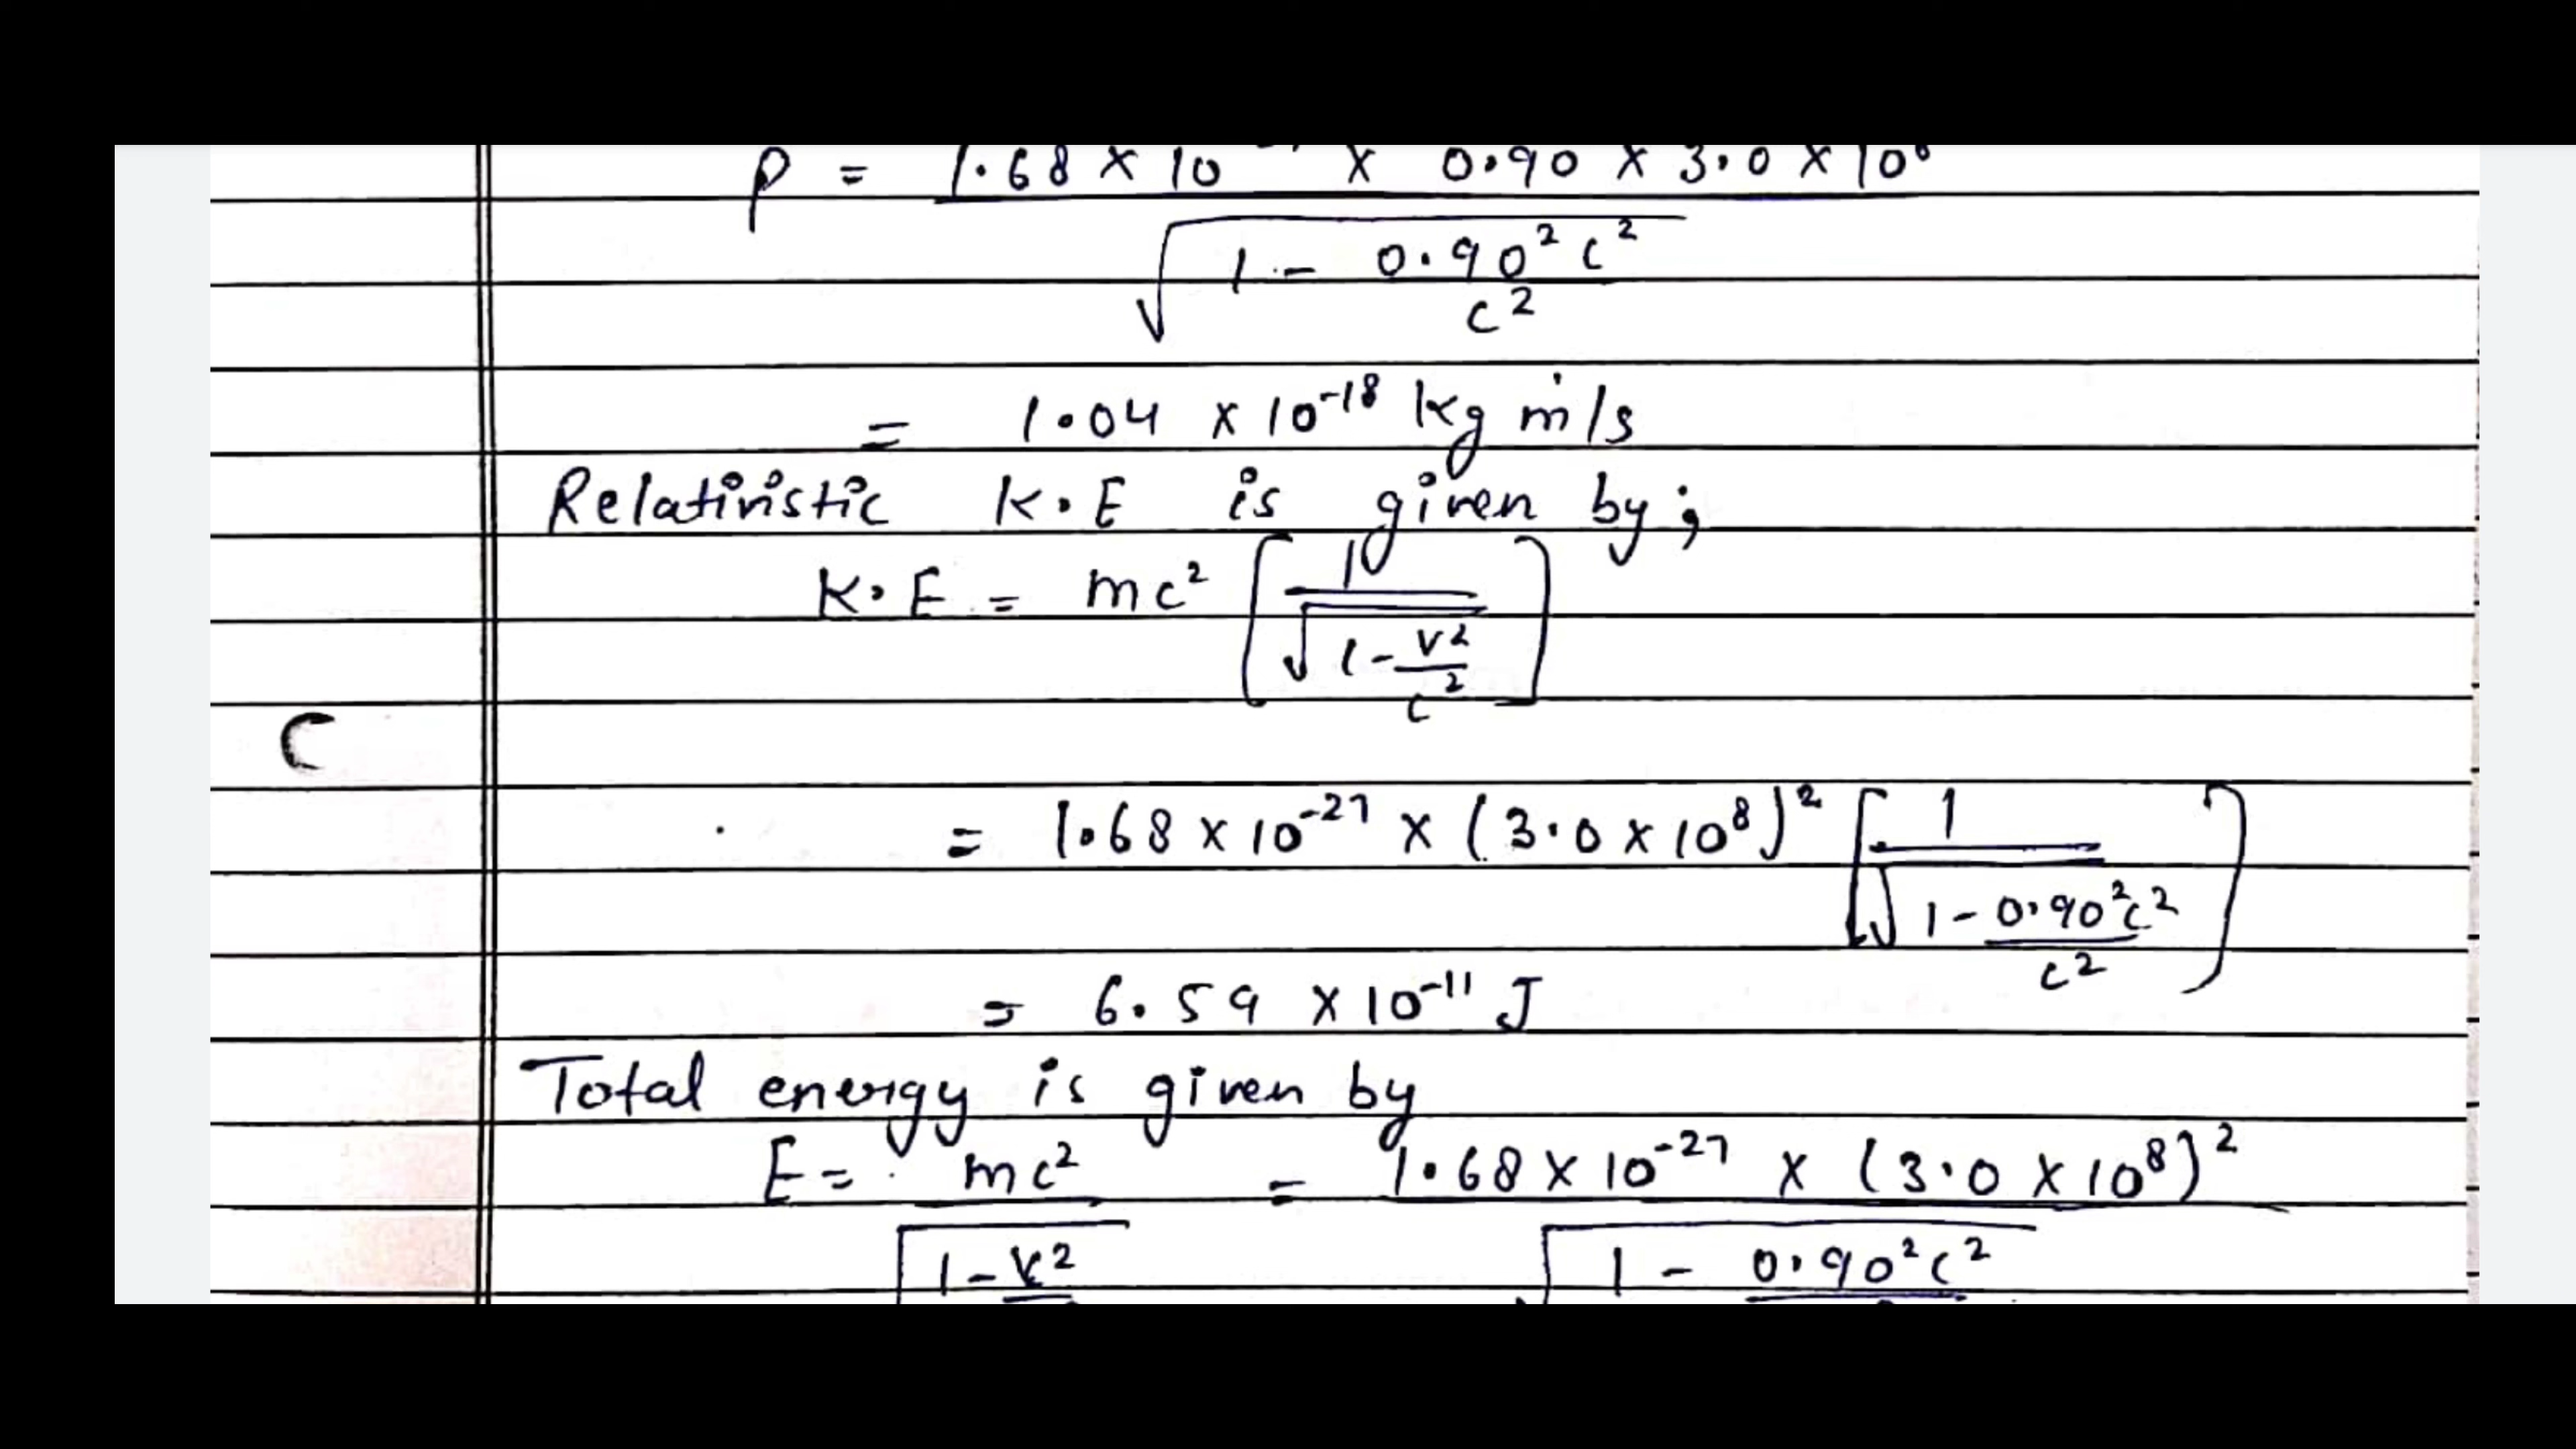 p = 1.68 × 10 × 0.90 × 3.0 × 10⁸
√(1 - 0.90² c² / c²)
= 1.04 × 10⁻¹⁸ kg m/s
Relativistic K.E is given by;
K.E = mc² [1 / √(1 - v²/c²)]
C
= 1.68 × 10⁻²⁷ × (3.0 × 10⁸)² [1 / √(1 - 0.90²c²/c²)]
= 6.59 × 10⁻¹¹ J
Total energy is given by
E = mc² = 1.68 × 10⁻²⁷ × (3.0 × 10⁸)²
√1 - v² √1 - 0.90²c²